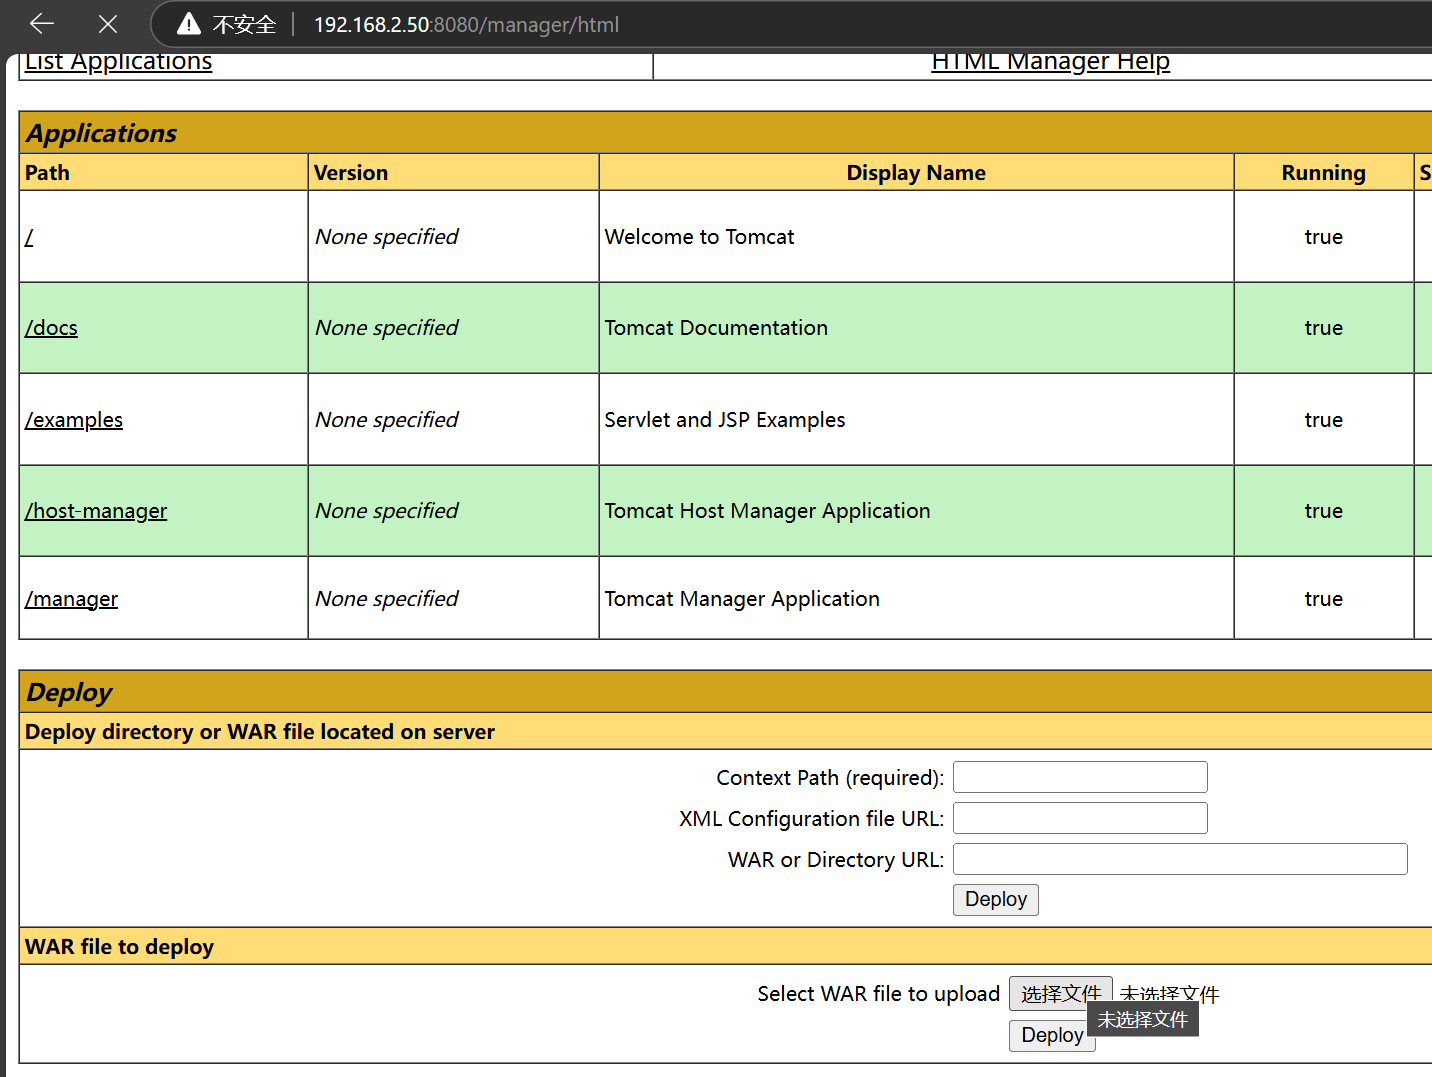 不安全 192.168.2.50:8080/manager/html
List Applications HTML Manager Help
Applications
Path Version Display Name Running S
/ None specified Welcome to Tomcat true
/docs None specified Tomcat Documentation true
/examples None specified Servlet and JSP Examples true
/host-manager None specified Tomcat Host Manager Application true
/manager None specified Tomcat Manager Application true
Deploy
Deploy directory or WAR file located on server
Context Path (required):
XML Configuration file URL:
WAR or Directory URL:
Deploy
WAR file to deploy
Select WAR file to upload 选择文件 未选择文件
未选择文件
Deploy